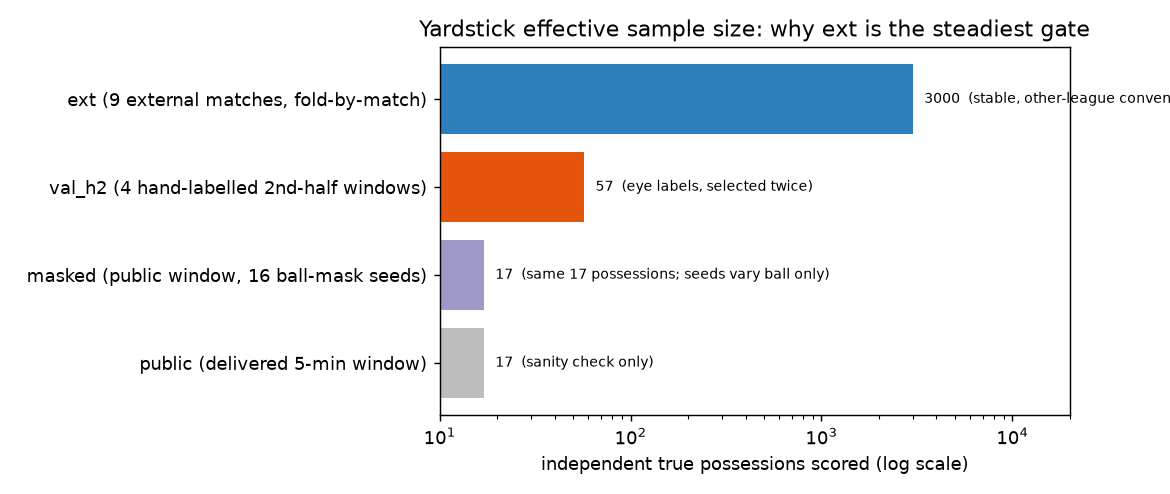 Yardstick effective sample size: why ext is the steadiest gate
ext (9 external matches, fold-by-match)
3000 (stable, other-league conven
val_h2 (4 hand-labelled 2nd-half windows)
57 (eye labels, selected twice)
masked (public window, 16 ball-mask seeds)
17 (same 17 possessions; seeds vary ball only)
public (delivered 5-min window)
17 (sanity check only)
10¹ 10² 10³ 10⁴
independent true possessions scored (log scale)